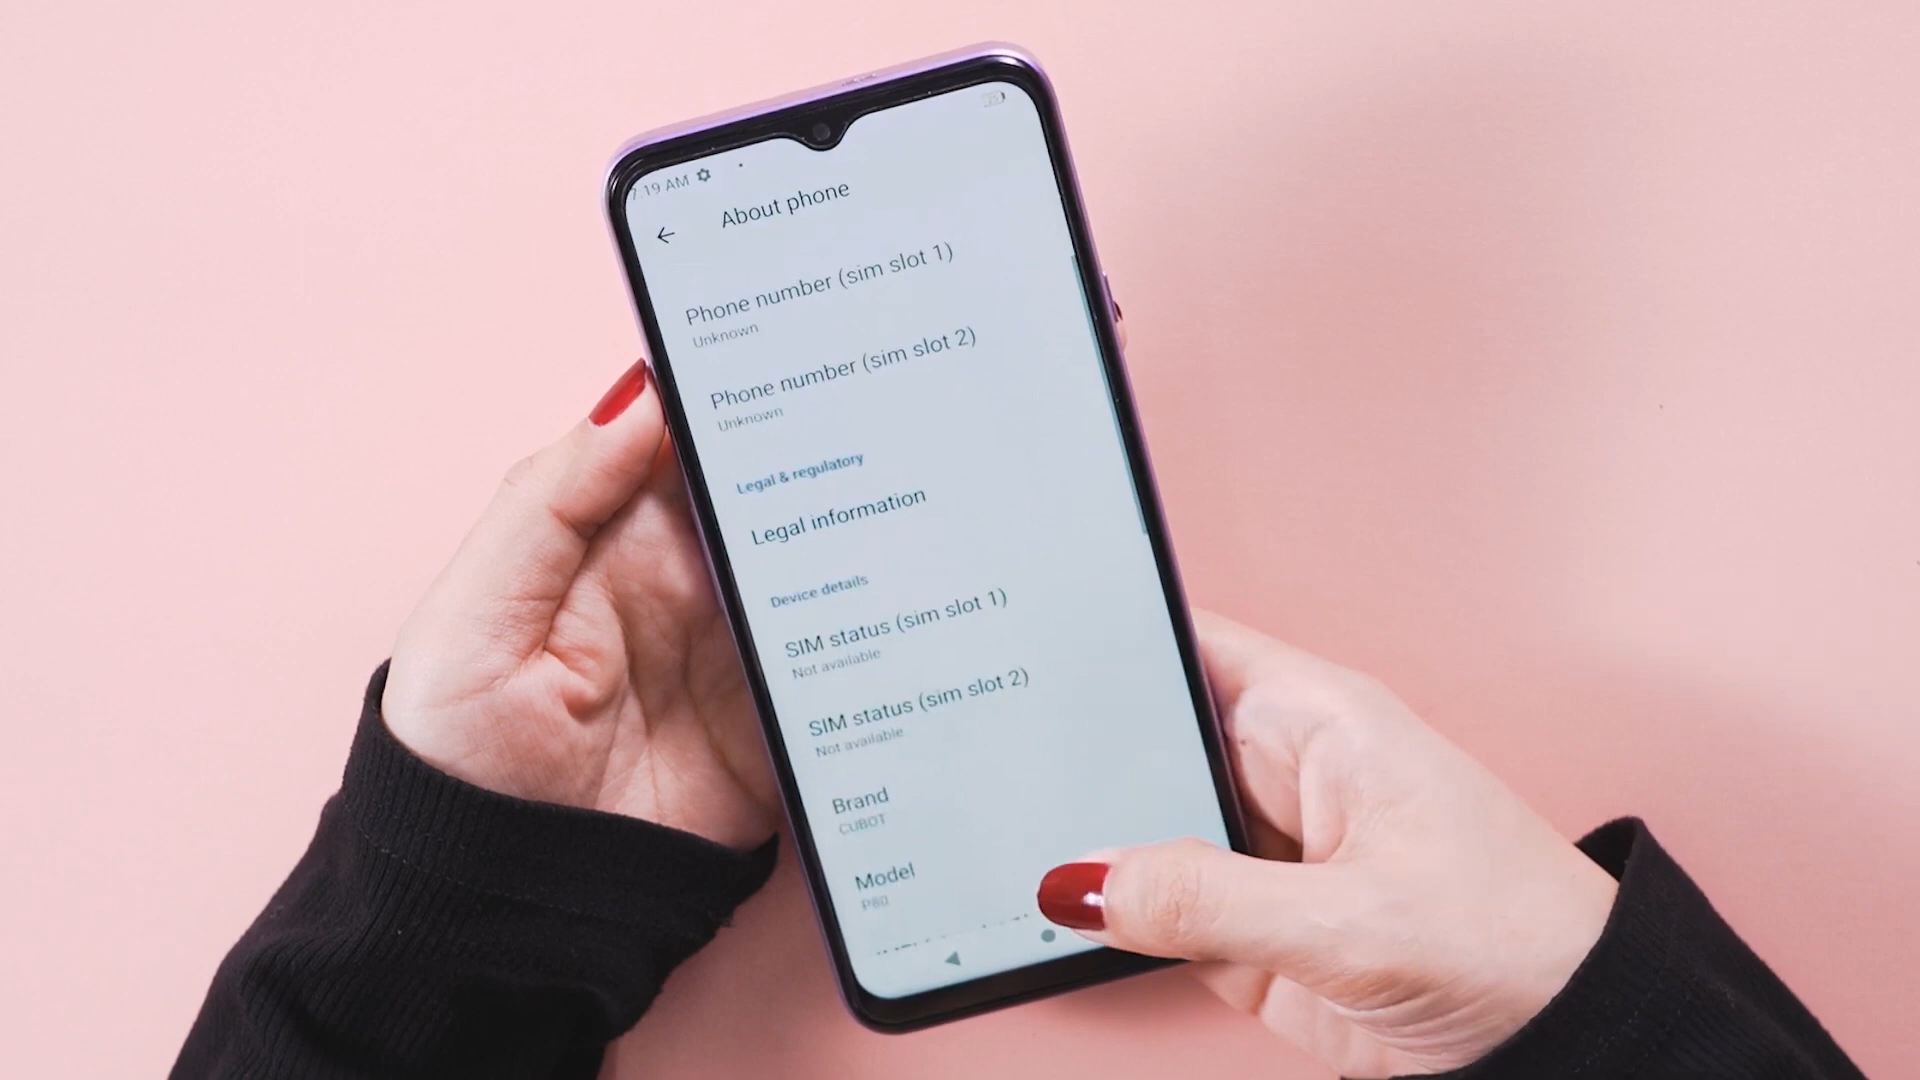 7:19 AM
About phone
Phone number (sim slot 1)
Unknown
Phone number (sim slot 2)
Unknown
Legal & regulatory
Legal information
Device details
SIM status (sim slot 1)
Not available
SIM status (sim slot 2)
Not available
Brand
CUBOT
Model
P80